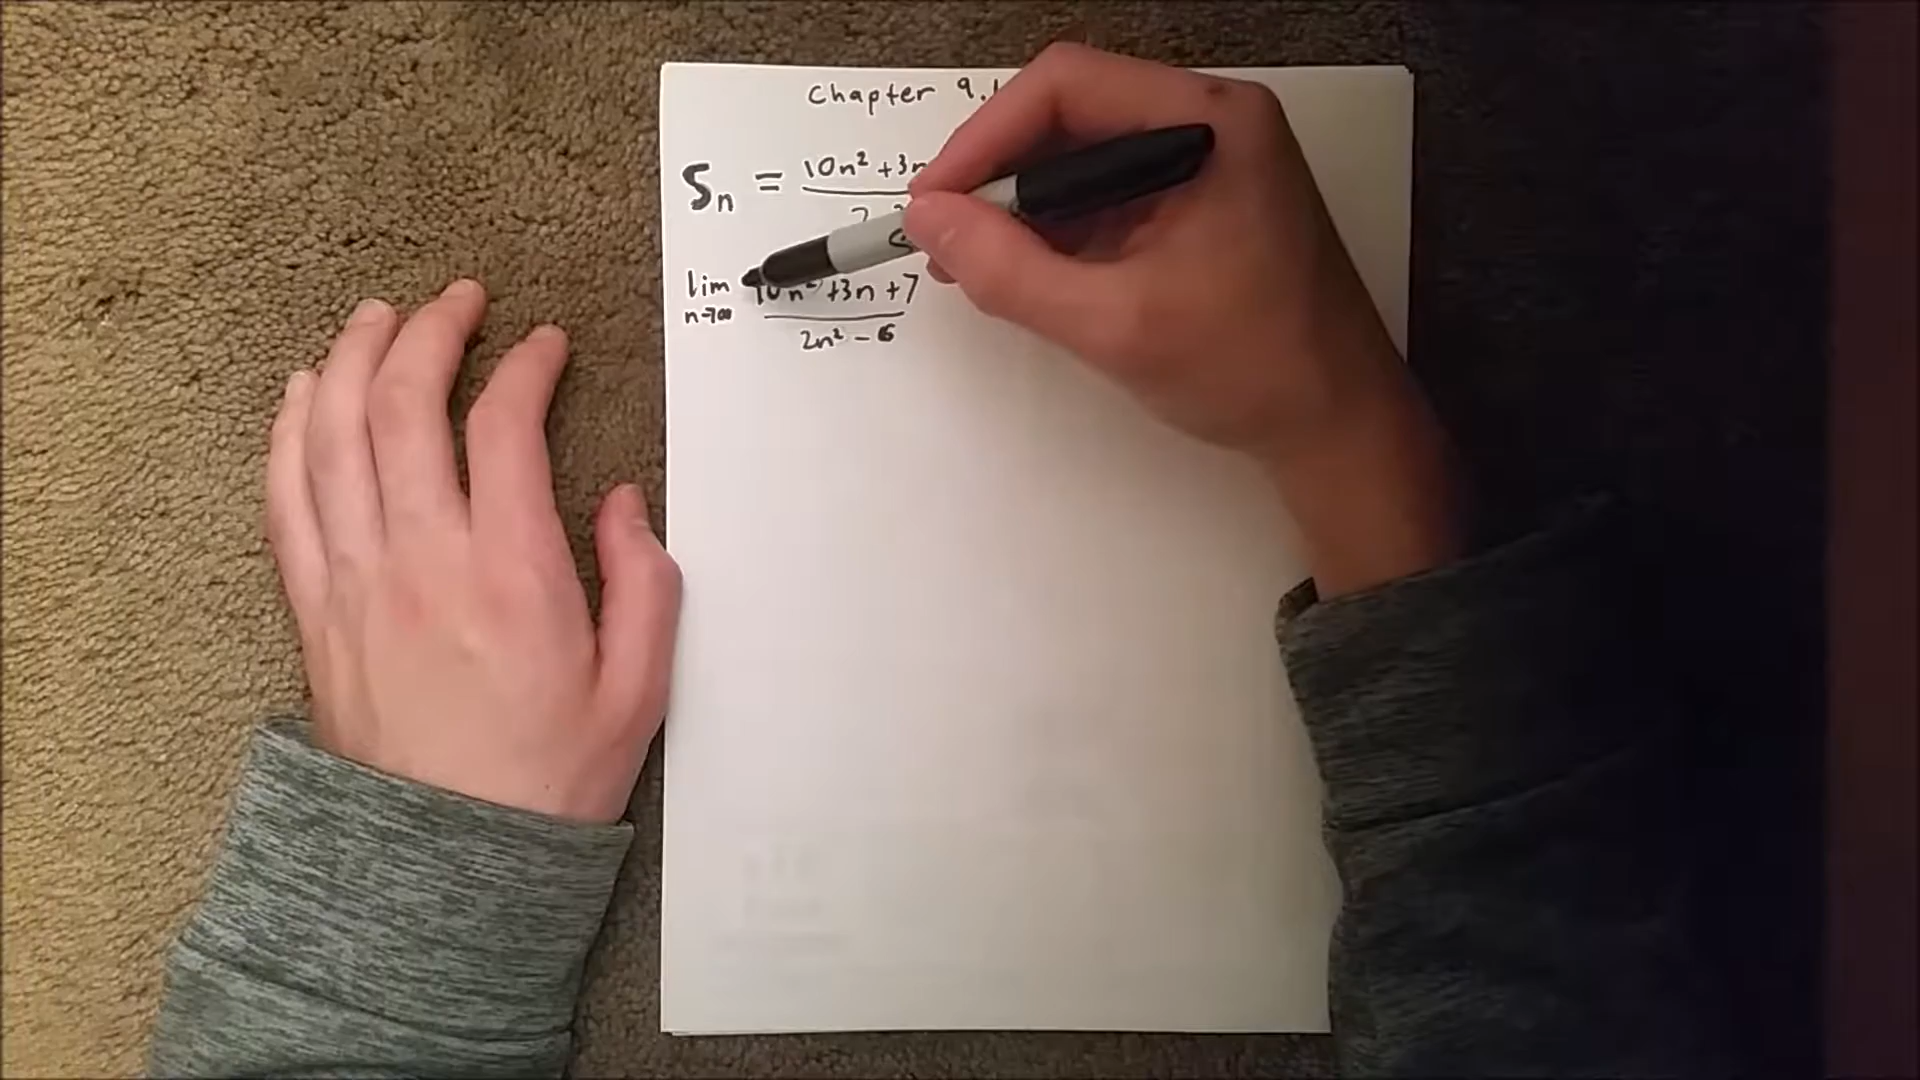 Chapter 9.1
Sn = 10n² +3n
lim 10n² +3n +7
n→∞ 2n² - 6